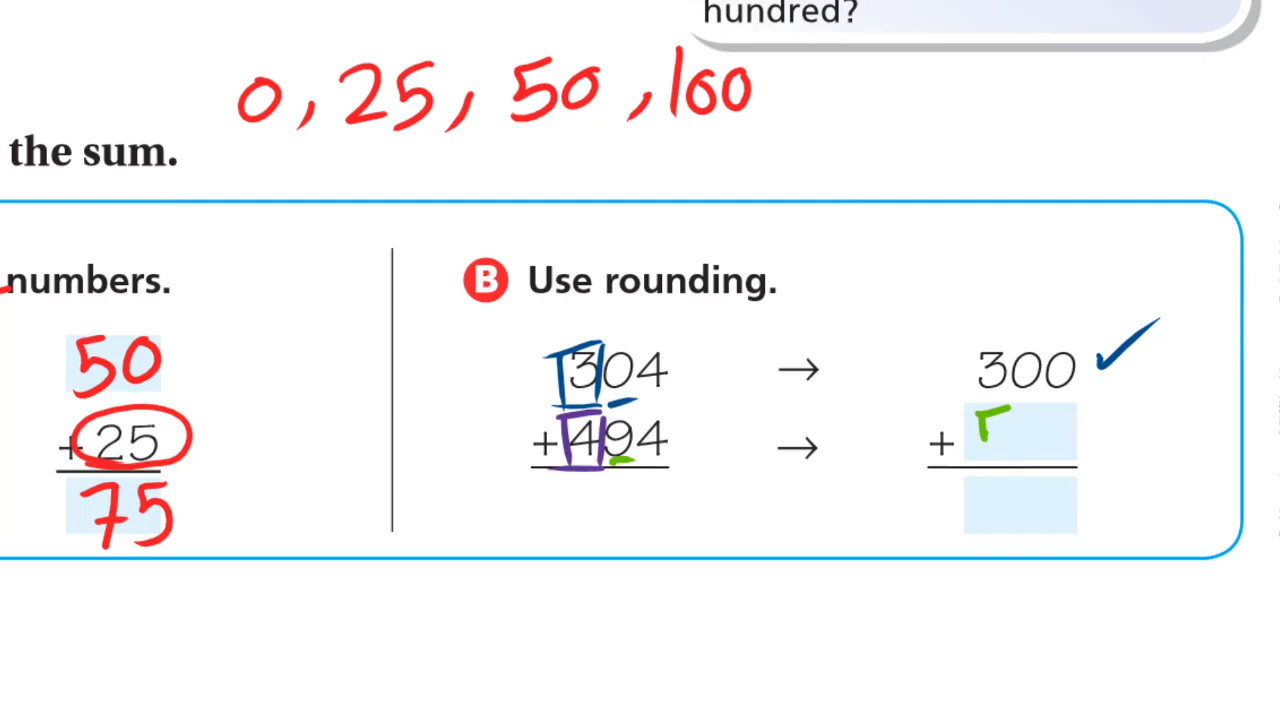 hundred?
0, 25, 50, 100
the sum.
numbers.
50
+ 25
75
B Use rounding.
304 → 300 ✓
+494 → +